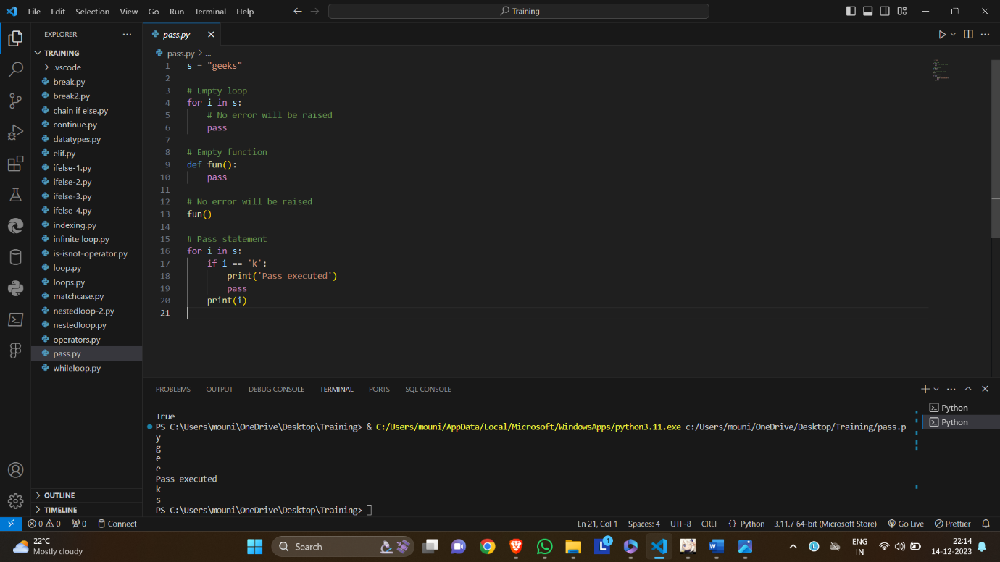 File Edit Selection View Go Run Terminal Help
Training
EXPLORER
TRAINING
.vscode
break.py
break2.py
chain if else.py
continue.py
datatypes.py
elif.py
ifelse-1.py
ifelse-2.py
ifelse-3.py
ifelse-4.py
indexing.py
infinite loop.py
is-isnot-operator.py
loop.py
loops.py
matchcase.py
nestedloop-2.py
nestedloop.py
operators.py
pass.py
whileloop.py
OUTLINE
TIMELINE
pass.py
pass.py > ...
1 s = "geeks"
2
3 # Empty loop
4 for i in s:
5 # No error will be raised
6 pass
7
8 # Empty function
9 def fun():
10 pass
11
12 # No error will be raised
13 fun()
14
15 # Pass statement
16 for i in s:
17 if i == 'k':
18 print('Pass executed')
19 pass
20 print(i)
21
PROBLEMS OUTPUT DEBUG CONSOLE TERMINAL PORTS SQL CONSOLE
True
PS C:\Users\mouni\OneDrive\Desktop\Training> & C:/Users/mouni/AppData/Local/Microsoft/WindowsApps/python3.11.exe c:/Users/mouni/OneDrive/Desktop/Training/pass.p
y
g
e
e
Pass executed
k
s
PS C:\Users\mouni\OneDrive\Desktop\Training>
Python
Python
0 0 0 Connect
Ln 21, Col 1 Spaces: 4 UTF-8 CRLF {} Python 3.11.7 64-bit (Microsoft Store) Go Live Prettier
22°C
Mostly cloudy
Search
1
ENG
IN
22:14
14-12-2023